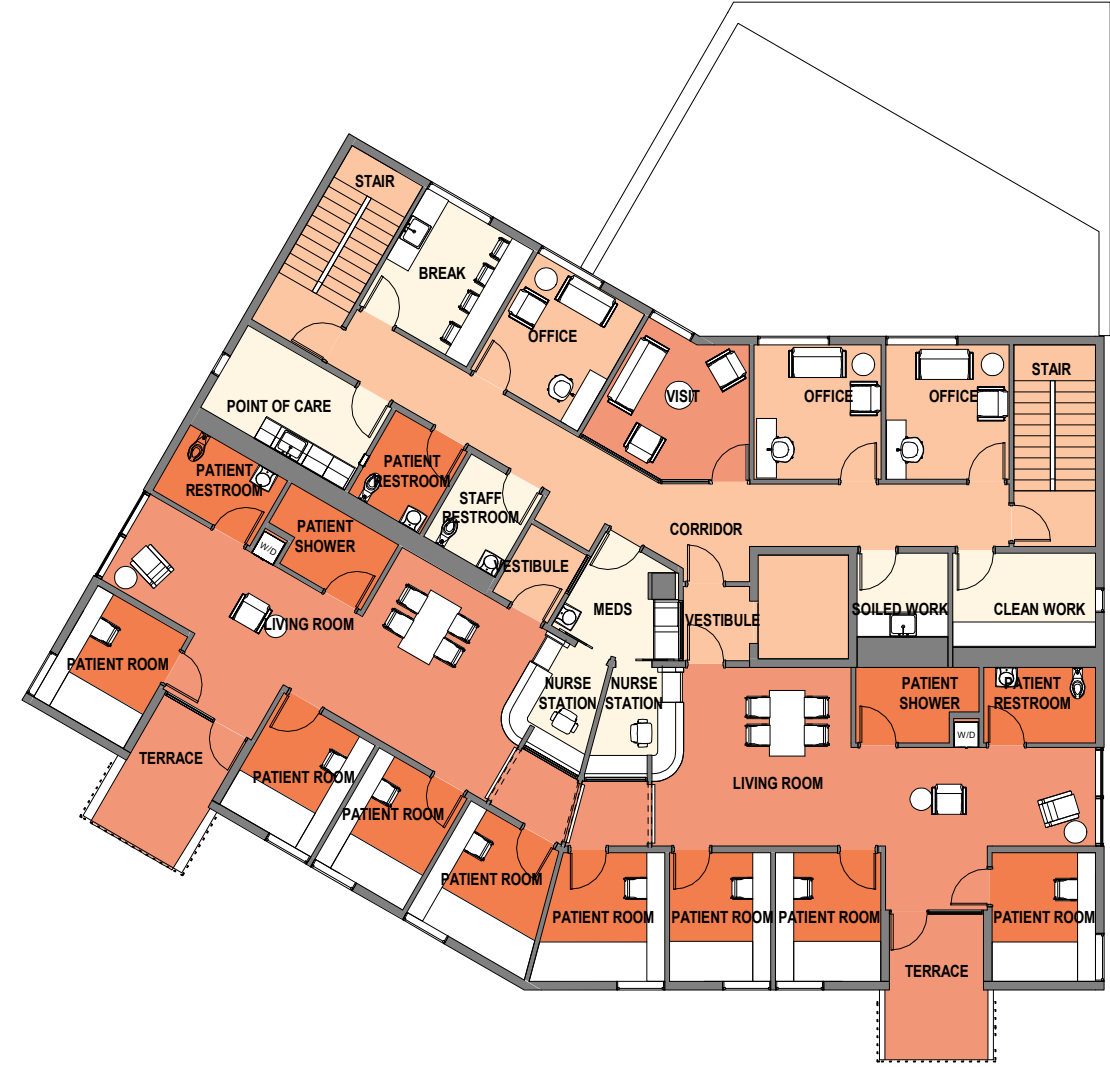 STAIR
BREAK
OFFICE
VISIT
OFFICE
OFFICE
STAIR
POINT OF CARE
PATIENT
RESTROOM
PATIENT
RESTROOM
STAFF
RESTROOM
PATIENT
SHOWER
W/D
CORRIDOR
VESTIBULE
MEDS
VESTIBULE
SOILED WORK
CLEAN WORK
LIVING ROOM
PATIENT ROOM
NURSE
STATION
NURSE
STATION
PATIENT
SHOWER
PATIENT
RESTROOM
W/D
TERRACE
PATIENT ROOM
LIVING ROOM
PATIENT ROOM
PATIENT ROOM
PATIENT ROOM
PATIENT ROOM
PATIENT ROOM
PATIENT ROOM
TERRACE